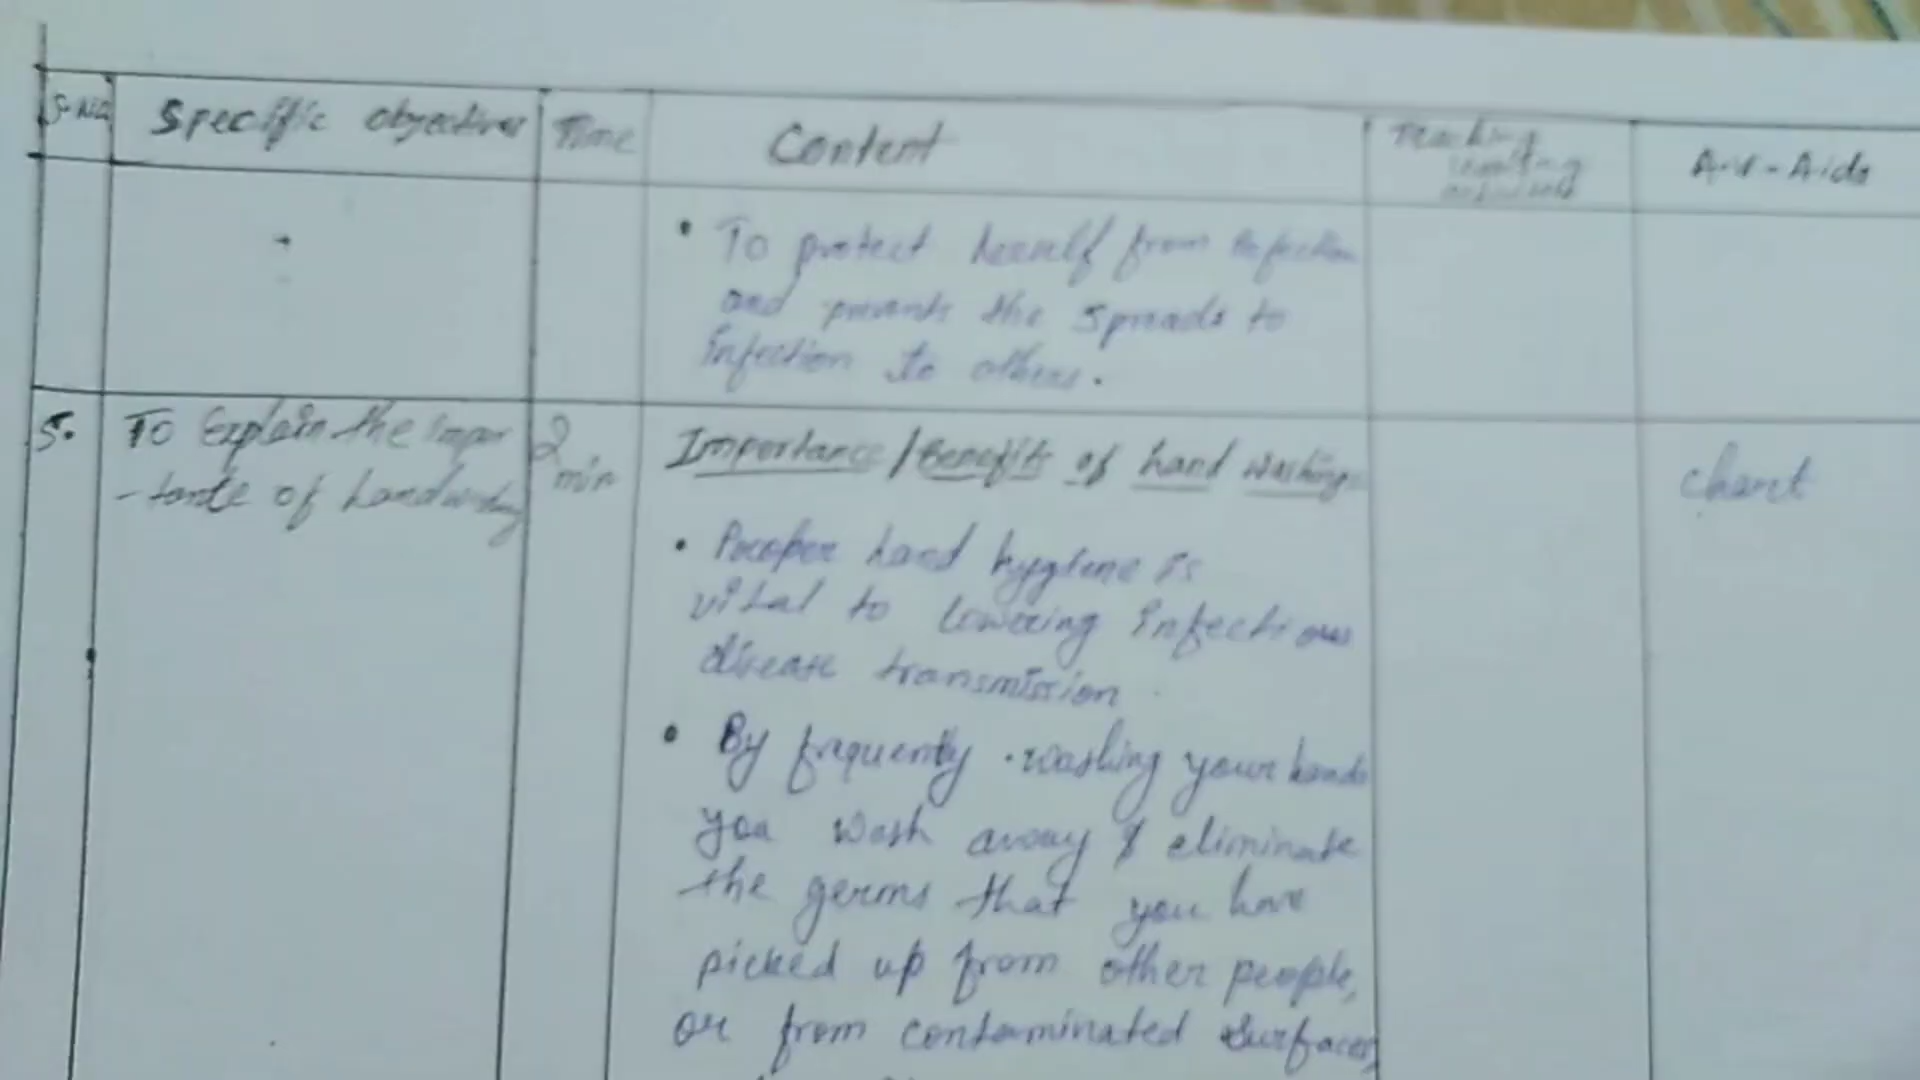 S.No Specific objectives Time Content Teaching learning A.V-Aids
• To protect herself from infection
and prevents the spreads to
infection to others.
5. To Explain the impor 2 Importance/Benefits of hand washing chart
-tance of handwashing min
• Proper hand hygiene is
vital to lowering infectious
disease transmission
• By frequently washing your hands
you wash away & eliminate
the germs that you have
picked up from other people,
or from contaminated surfaces,